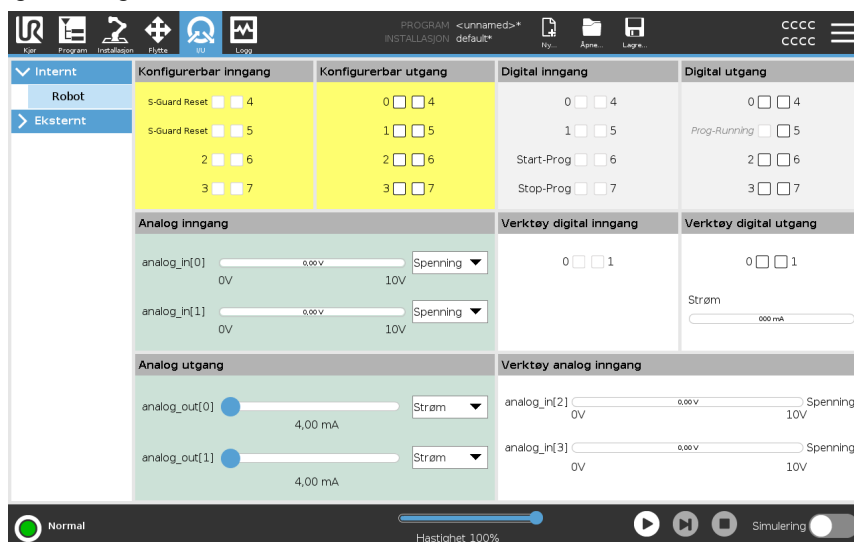 PROGRAM <unnamed>*
INSTALLASJON default*
CCCC
CCCC
UR
Kjør Program Installasjon Flytte I/U Logg Ny... Åpne... Lagre...
Internt
Robot
Eksternt
Konfigurerbar inngang Konfigurerbar utgang Digital inngang Digital utgang
S-Guard Reset 4 0 4 0 4 0 4
S-Guard Reset 5 1 5 1 5 Prog-Running 5
2 6 2 6 Start-Prog 6 2 6
3 7 3 7 Stop-Prog 7 3 7
Analog inngang Verktøy digital inngang Verktøy digital utgang
analog_in[0] 0,00 V Spenning
0V 10V
analog_in[1] 0,00 V Spenning
0V 10V
0 1
0 1
Strøm
000 mA
Analog utgang Verktøy analog inngang
analog_out[0] Strøm
4,00 mA
analog_out[1] Strøm
4,00 mA
analog_in[2] 0,00 V Spenning
0V 10V
analog_in[3] 0,00 V Spenning
0V 10V
Normal Hastighet 100% Simulering